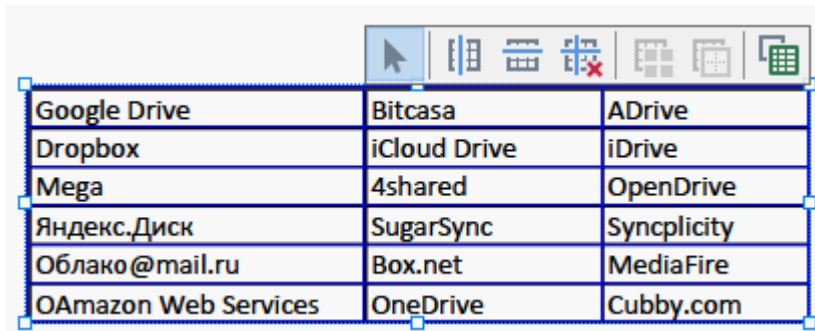 Google Drive Bitcasa ADrive
Dropbox iCloud Drive iDrive
Mega 4shared OpenDrive
Яндекс.Диск SugarSync Syncplicity
Облако@mail.ru Box.net MediaFire
OAmazon Web Services OneDrive Cubby.com